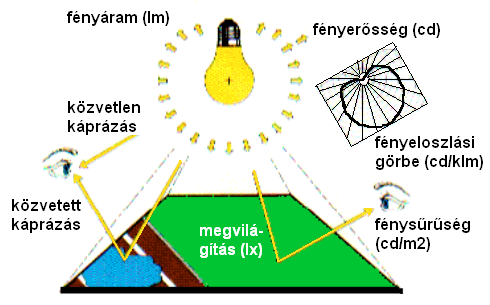 fényáram (lm)
fényerősség (cd)
közvetlen
káprázás
fényeloszlási
görbe (cd/klm)
közvetett
káprázás
megvilá-
gítás (lx)
fénysűrűség
(cd/m2)